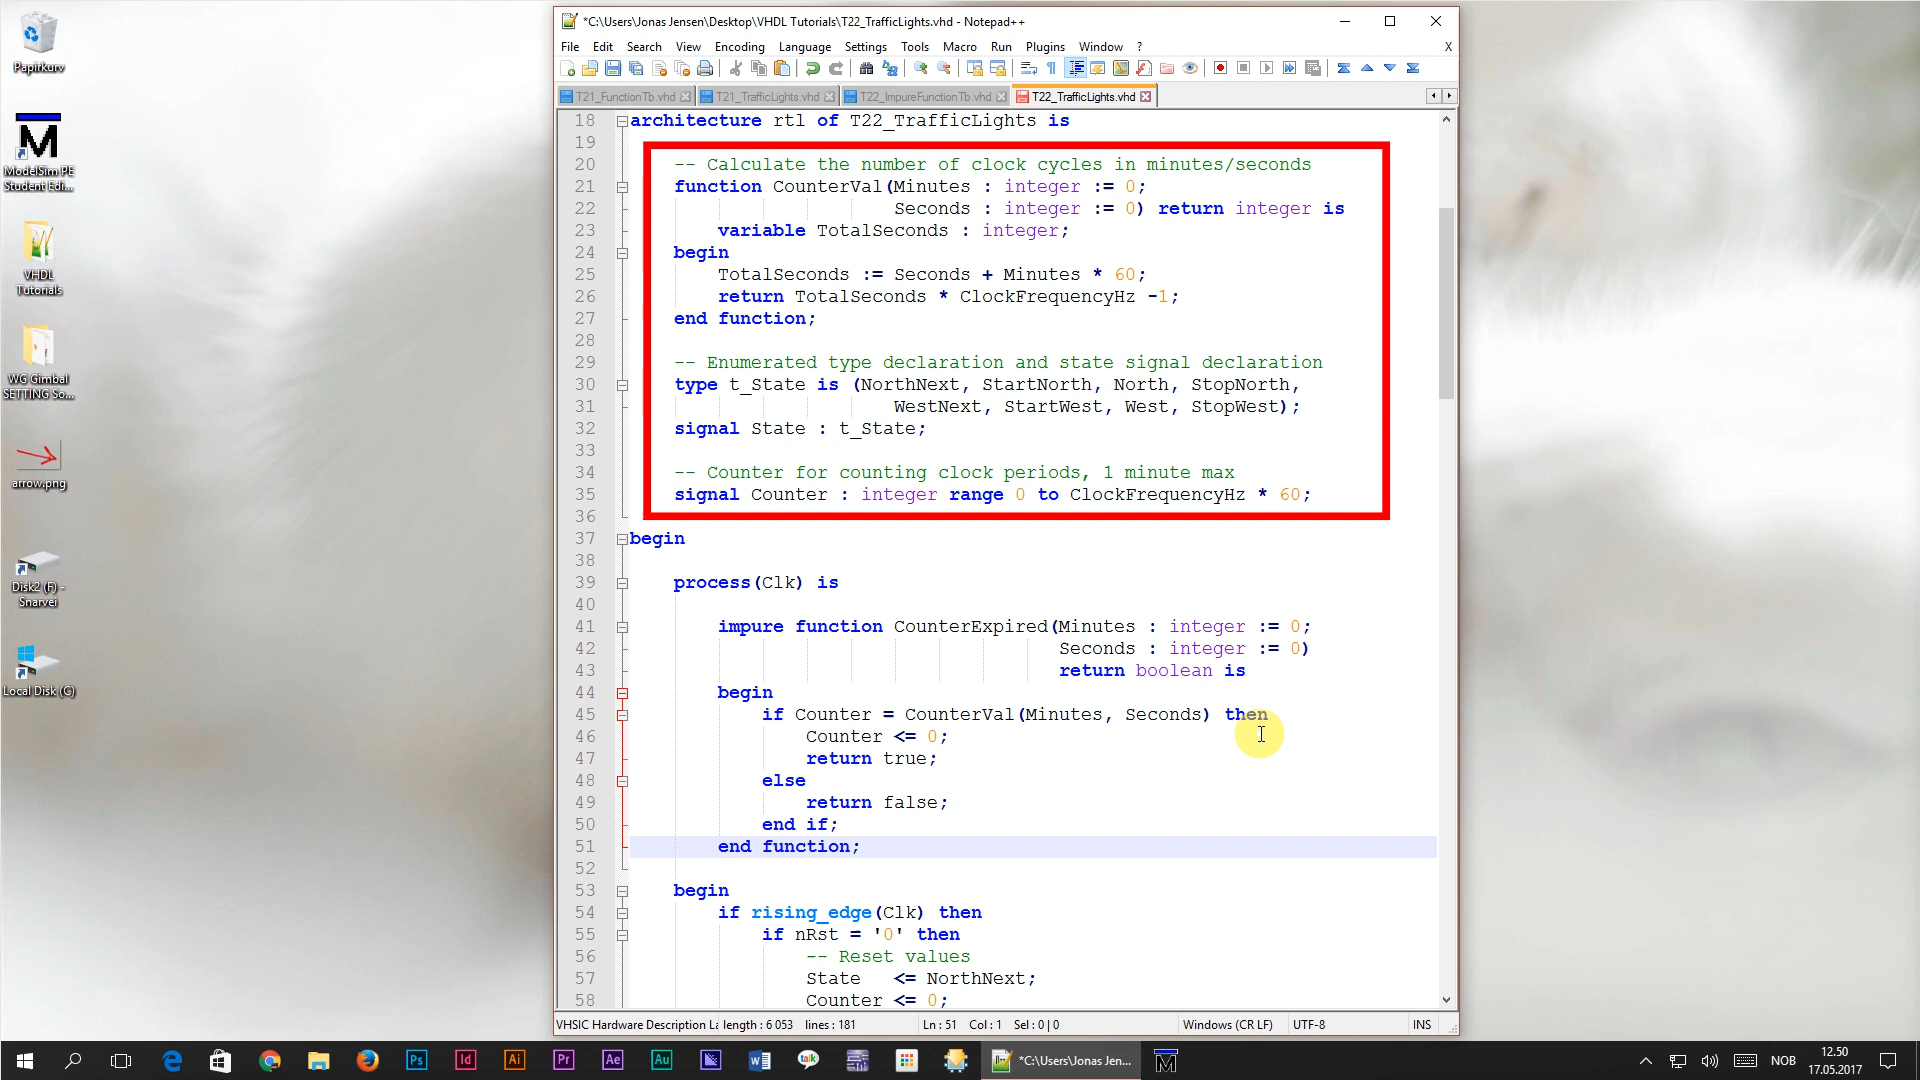 *C:\Users\Jonas Jensen\Desktop\VHDL Tutorials\T22_TrafficLights.vhd - Notepad++
File Edit Search View Encoding Language Settings Tools Macro Run Plugins Window ? X
T21_FunctionTb.vhd T21_TrafficLights.vhd T22_ImpureFunctionTb.vhd T22_TrafficLights.vhd
18 architecture rtl of T22_TrafficLights is
19
20 -- Calculate the number of clock cycles in minutes/seconds
21 function CounterVal(Minutes : integer := 0;
22 Seconds : integer := 0) return integer is
23 variable TotalSeconds : integer;
24 begin
25 TotalSeconds := Seconds + Minutes * 60;
26 return TotalSeconds * ClockFrequencyHz -1;
27 end function;
28
29 -- Enumerated type declaration and state signal declaration
30 type t_State is (NorthNext, StartNorth, North, StopNorth,
31 WestNext, StartWest, West, StopWest);
32 signal State : t_State;
33
34 -- Counter for counting clock periods, 1 minute max
35 signal Counter : integer range 0 to ClockFrequencyHz * 60;
36
37 begin
38
39 process(Clk) is
40
41 impure function CounterExpired(Minutes : integer := 0;
42 Seconds : integer := 0)
43 return boolean is
44 begin
45 if Counter = CounterVal(Minutes, Seconds) then
46 Counter <= 0;
47 return true;
48 else
49 return false;
50 end if;
51 end function;
52
53 begin
54 if rising_edge(Clk) then
55 if nRst = '0' then
56 -- Reset values
57 State <= NorthNext;
58 Counter <= 0;
VHSIC Hardware Description La length : 6 053 lines : 181 Ln : 51 Col : 1 Sel : 0 | 0 Windows (CR LF) UTF-8 INS
Papirkurv
M
ModelSim PE
Student Edi...
VHDL
Tutorials
WG Gimbal
SETTING So...
arrow.png
Disk2 (F) -
Snarvei
Local Disk (C)
Ps Id Ai Pr Ae Au talk *C:\Users\Jonas Jen... M NOB
12.50
17.05.2017